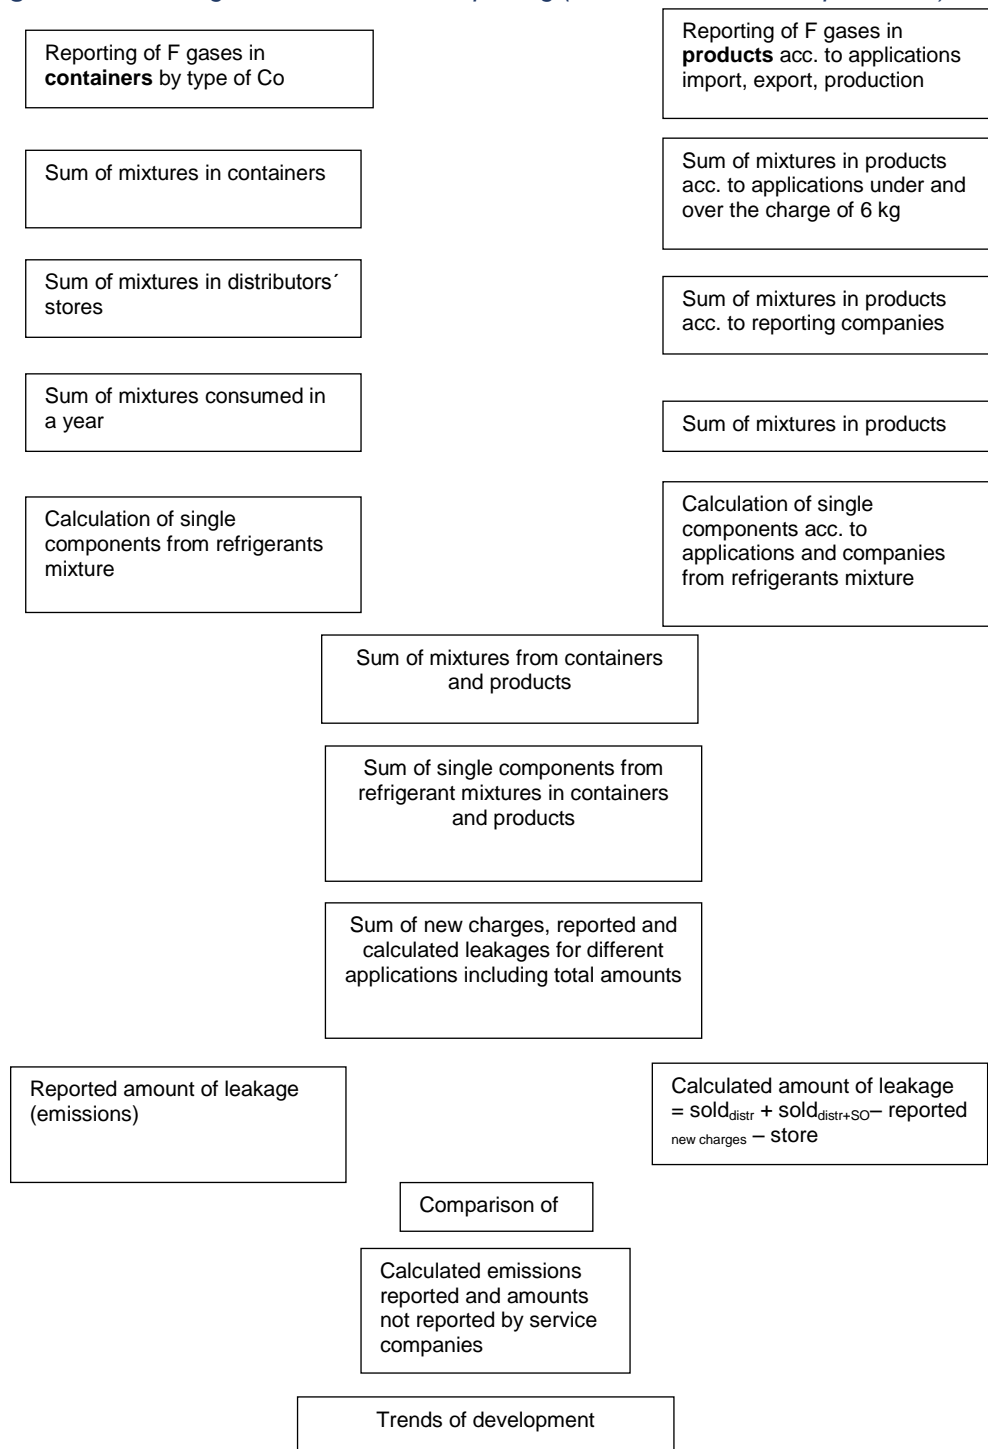 Reporting of F gases in
containers by type of Co
Reporting of F gases in
products acc. to applications
import, export, production
Sum of mixtures in containers
Sum of mixtures in products
acc. to applications under and
over the charge of 6 kg
Sum of mixtures in distributors´
stores
Sum of mixtures in products
acc. to reporting companies
Sum of mixtures consumed in
a year
Sum of mixtures in products
Calculation of single
components from refrigerants
mixture
Calculation of single
components acc. to
applications and companies
from refrigerants mixture
Sum of mixtures from containers
and products
Sum of single components from
refrigerant mixtures in containers
and products
Sum of new charges, reported and
calculated leakages for different
applications including total amounts
Reported amount of leakage
(emissions)
Calculated amount of leakage
= sold distr + sold distr+SO– reported
new charges – store
Comparison of
Calculated emissions
reported and amounts
not reported by service
companies
Trends of development